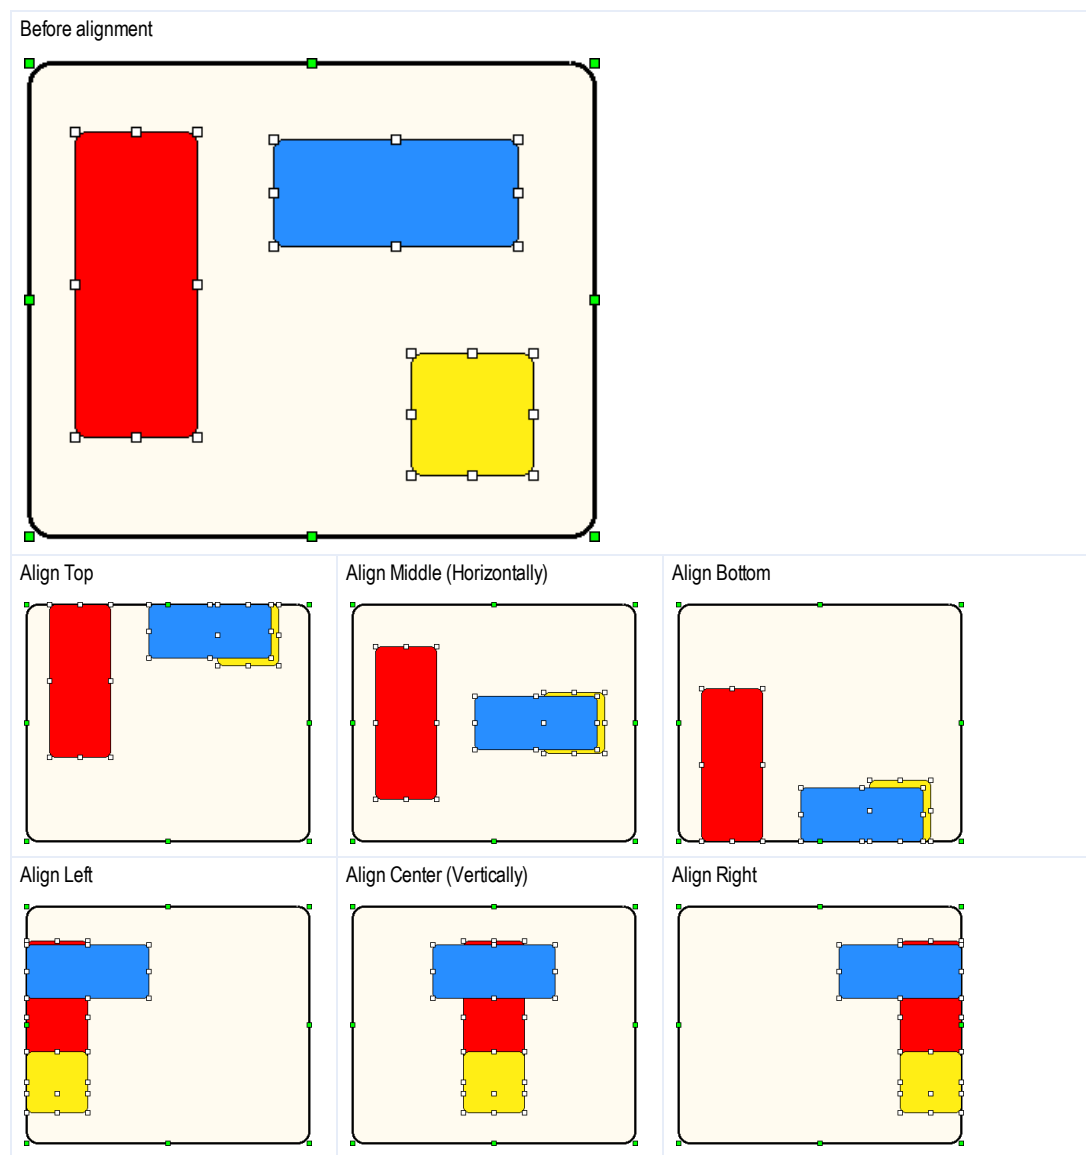 Before alignment
Align Top
Align Middle (Horizontally)
Align Bottom
Align Left
Align Center (Vertically)
Align Right